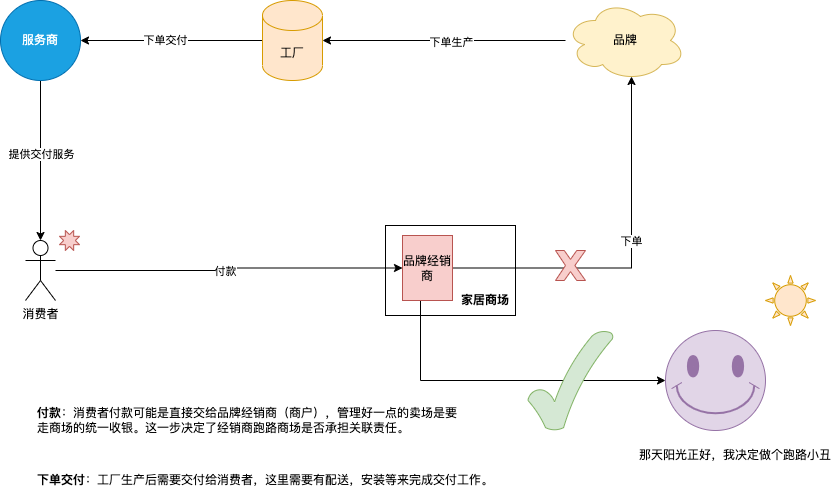 服务商
下单交付
工厂
下单生产
品牌
提供交付服务
下单
付款
品牌经销
商
家居商场
消费者
付款：消费者付款可能是直接交给品牌经销商（商户），管理好一点的卖场是要
走商场的统一收银。这一步决定了经销商跑路商场是否承担关联责任。
那天阳光正好，我决定做个跑路小丑
下单交付：工厂生产后需要交付给消费者，这里需要有配送，安装等来完成交付工作。